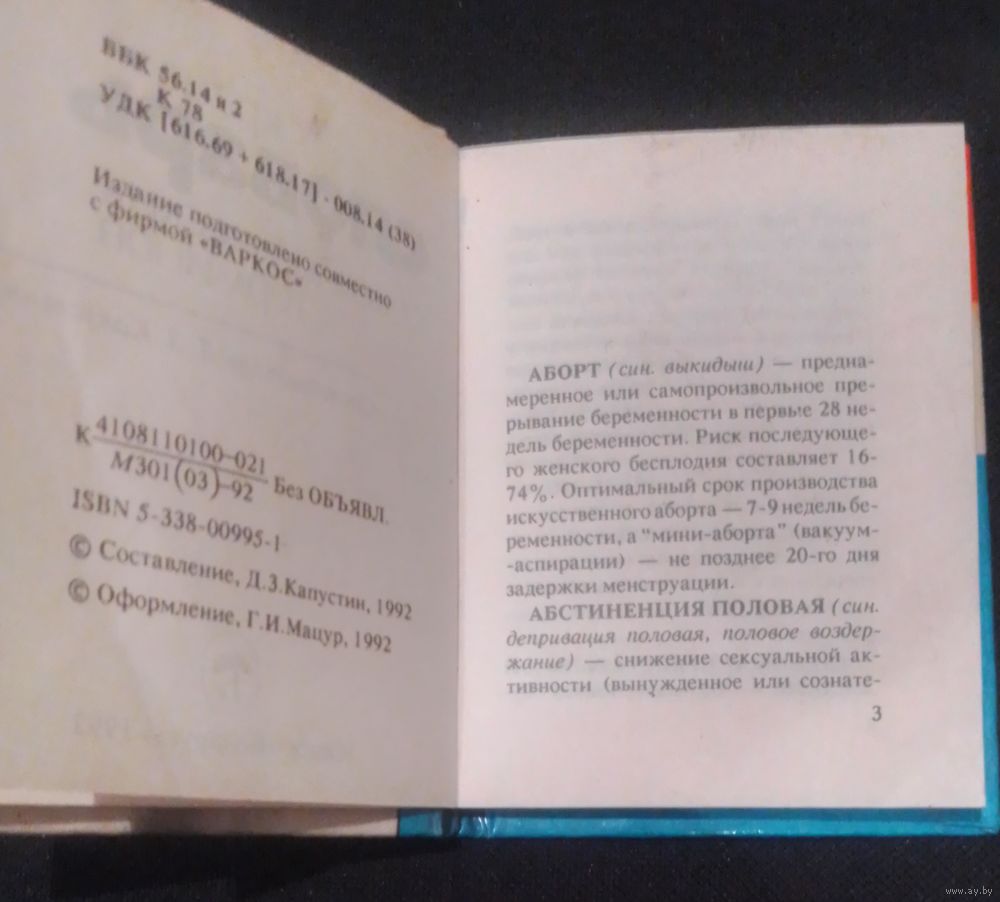 ББК 56.14 я 2
К 78
УДК [616.69 + 618.17] - 008.14 (38)
Издание подготовлено совместно
с фирмой «ВАРКОС»
К 4108110100–021
М301(03)–92
Без ОБЪЯВЛ.
ISBN 5-338-00995-1
© Составление, Д.З.Капустин, 1992
© Оформление, Г.И.Мацур, 1992
АБОРТ (син. выкидыш) — предна-
меренное или самопроизвольное пре-
рывание беременности в первые 28 не-
дель беременности. Риск последующе-
го женского бесплодия составляет 16-
74%. Оптимальный срок производства
искусственного аборта — 7-9 недель бе-
ременности, а “мини-аборта” (вакуум-
-аспирации) — не позднее 20-го дня
задержки менструации.
АБСТИНЕНЦИЯ ПОЛОВАЯ (син.
депривация половая, половое воздер-
жание) — снижение сексуальной ак-
тивности (вынужденное или сознате-
3
www.ay.by